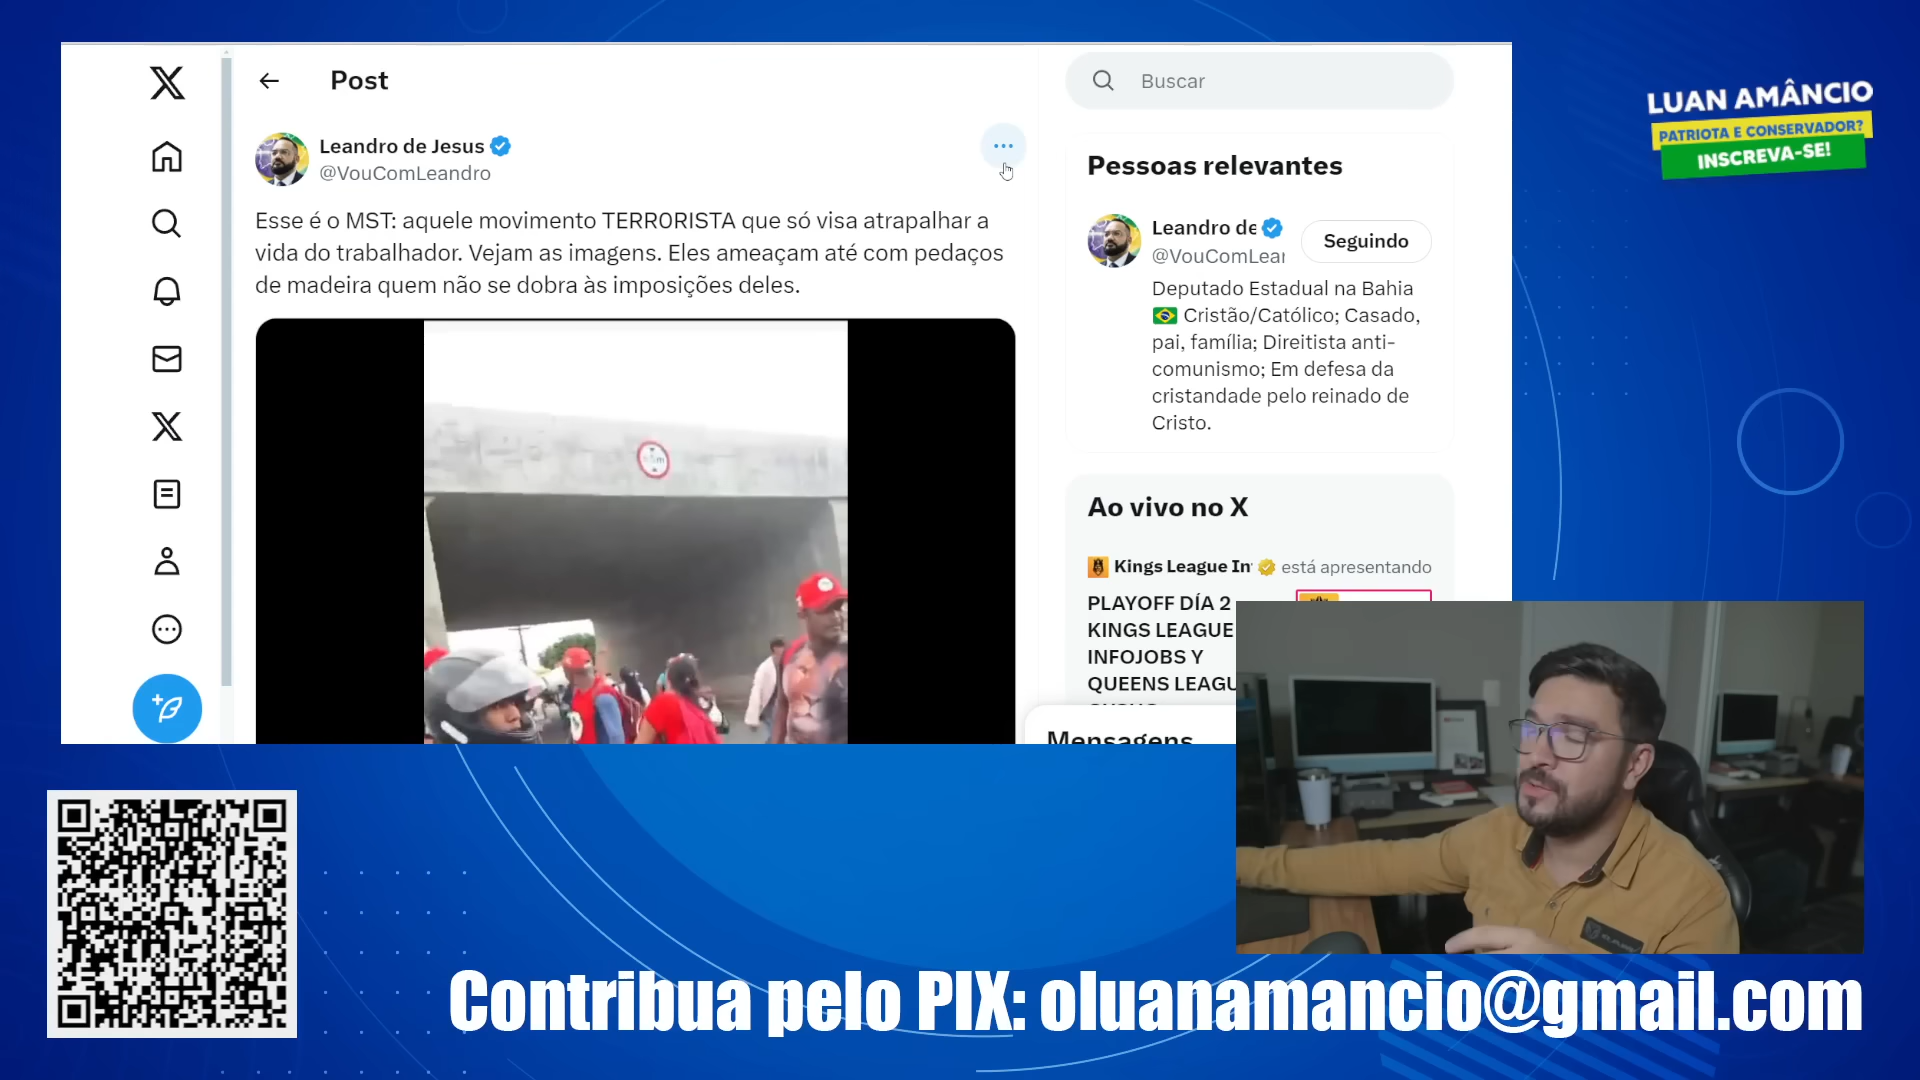 Post
Buscar
LUAN AMÂNCIO
PATRIOTA E CONSERVADOR?
INSCREVA-SE!
Leandro de Jesus
@VouComLeandro
Esse é o MST: aquele movimento TERRORISTA que só visa atrapalhar a
vida do trabalhador. Vejam as imagens. Eles ameaçam até com pedaços
de madeira quem não se dobra às imposições deles.
Pessoas relevantes
Leandro de
@VouComLear
Seguindo
Deputado Estadual na Bahia
Cristão/Católico; Casado,
pai, família; Direitista anti-
comunismo; Em defesa da
cristandade pelo reinado de
Cristo.
Ao vivo no X
Kings League In está apresentando
PLAYOFF DÍA 2
KINGS LEAGUE
INFOJOBS Y
QUEENS LEAGU
Mensagens
Contribua pelo PIX: oluanamancio@gmail.com